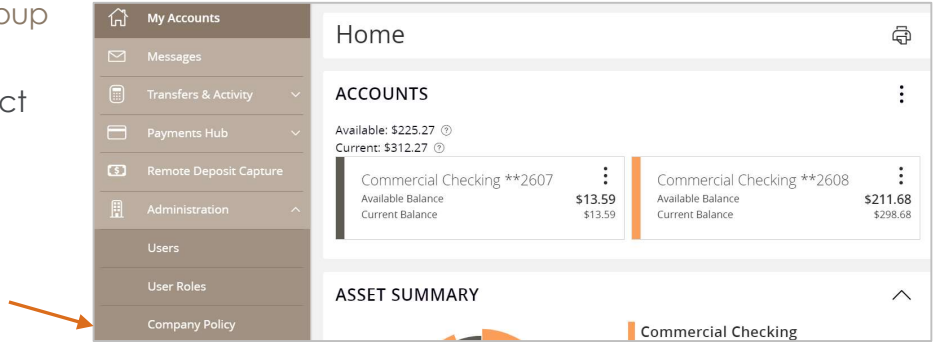 My Accounts
Messages
ct
Transfers & Activity
Payments Hub
Remote Deposit Capture
Administration
Users
User Roles
Company Policy
Home
ACCOUNTS
Available: $225.27
Current: $312.27
Commercial Checking **2607
Available Balance $13.59
Current Balance $13.59
Commercial Checking **2608
Available Balance $211.68
Current Balance $298.68
ASSET SUMMARY
Commercial Checking